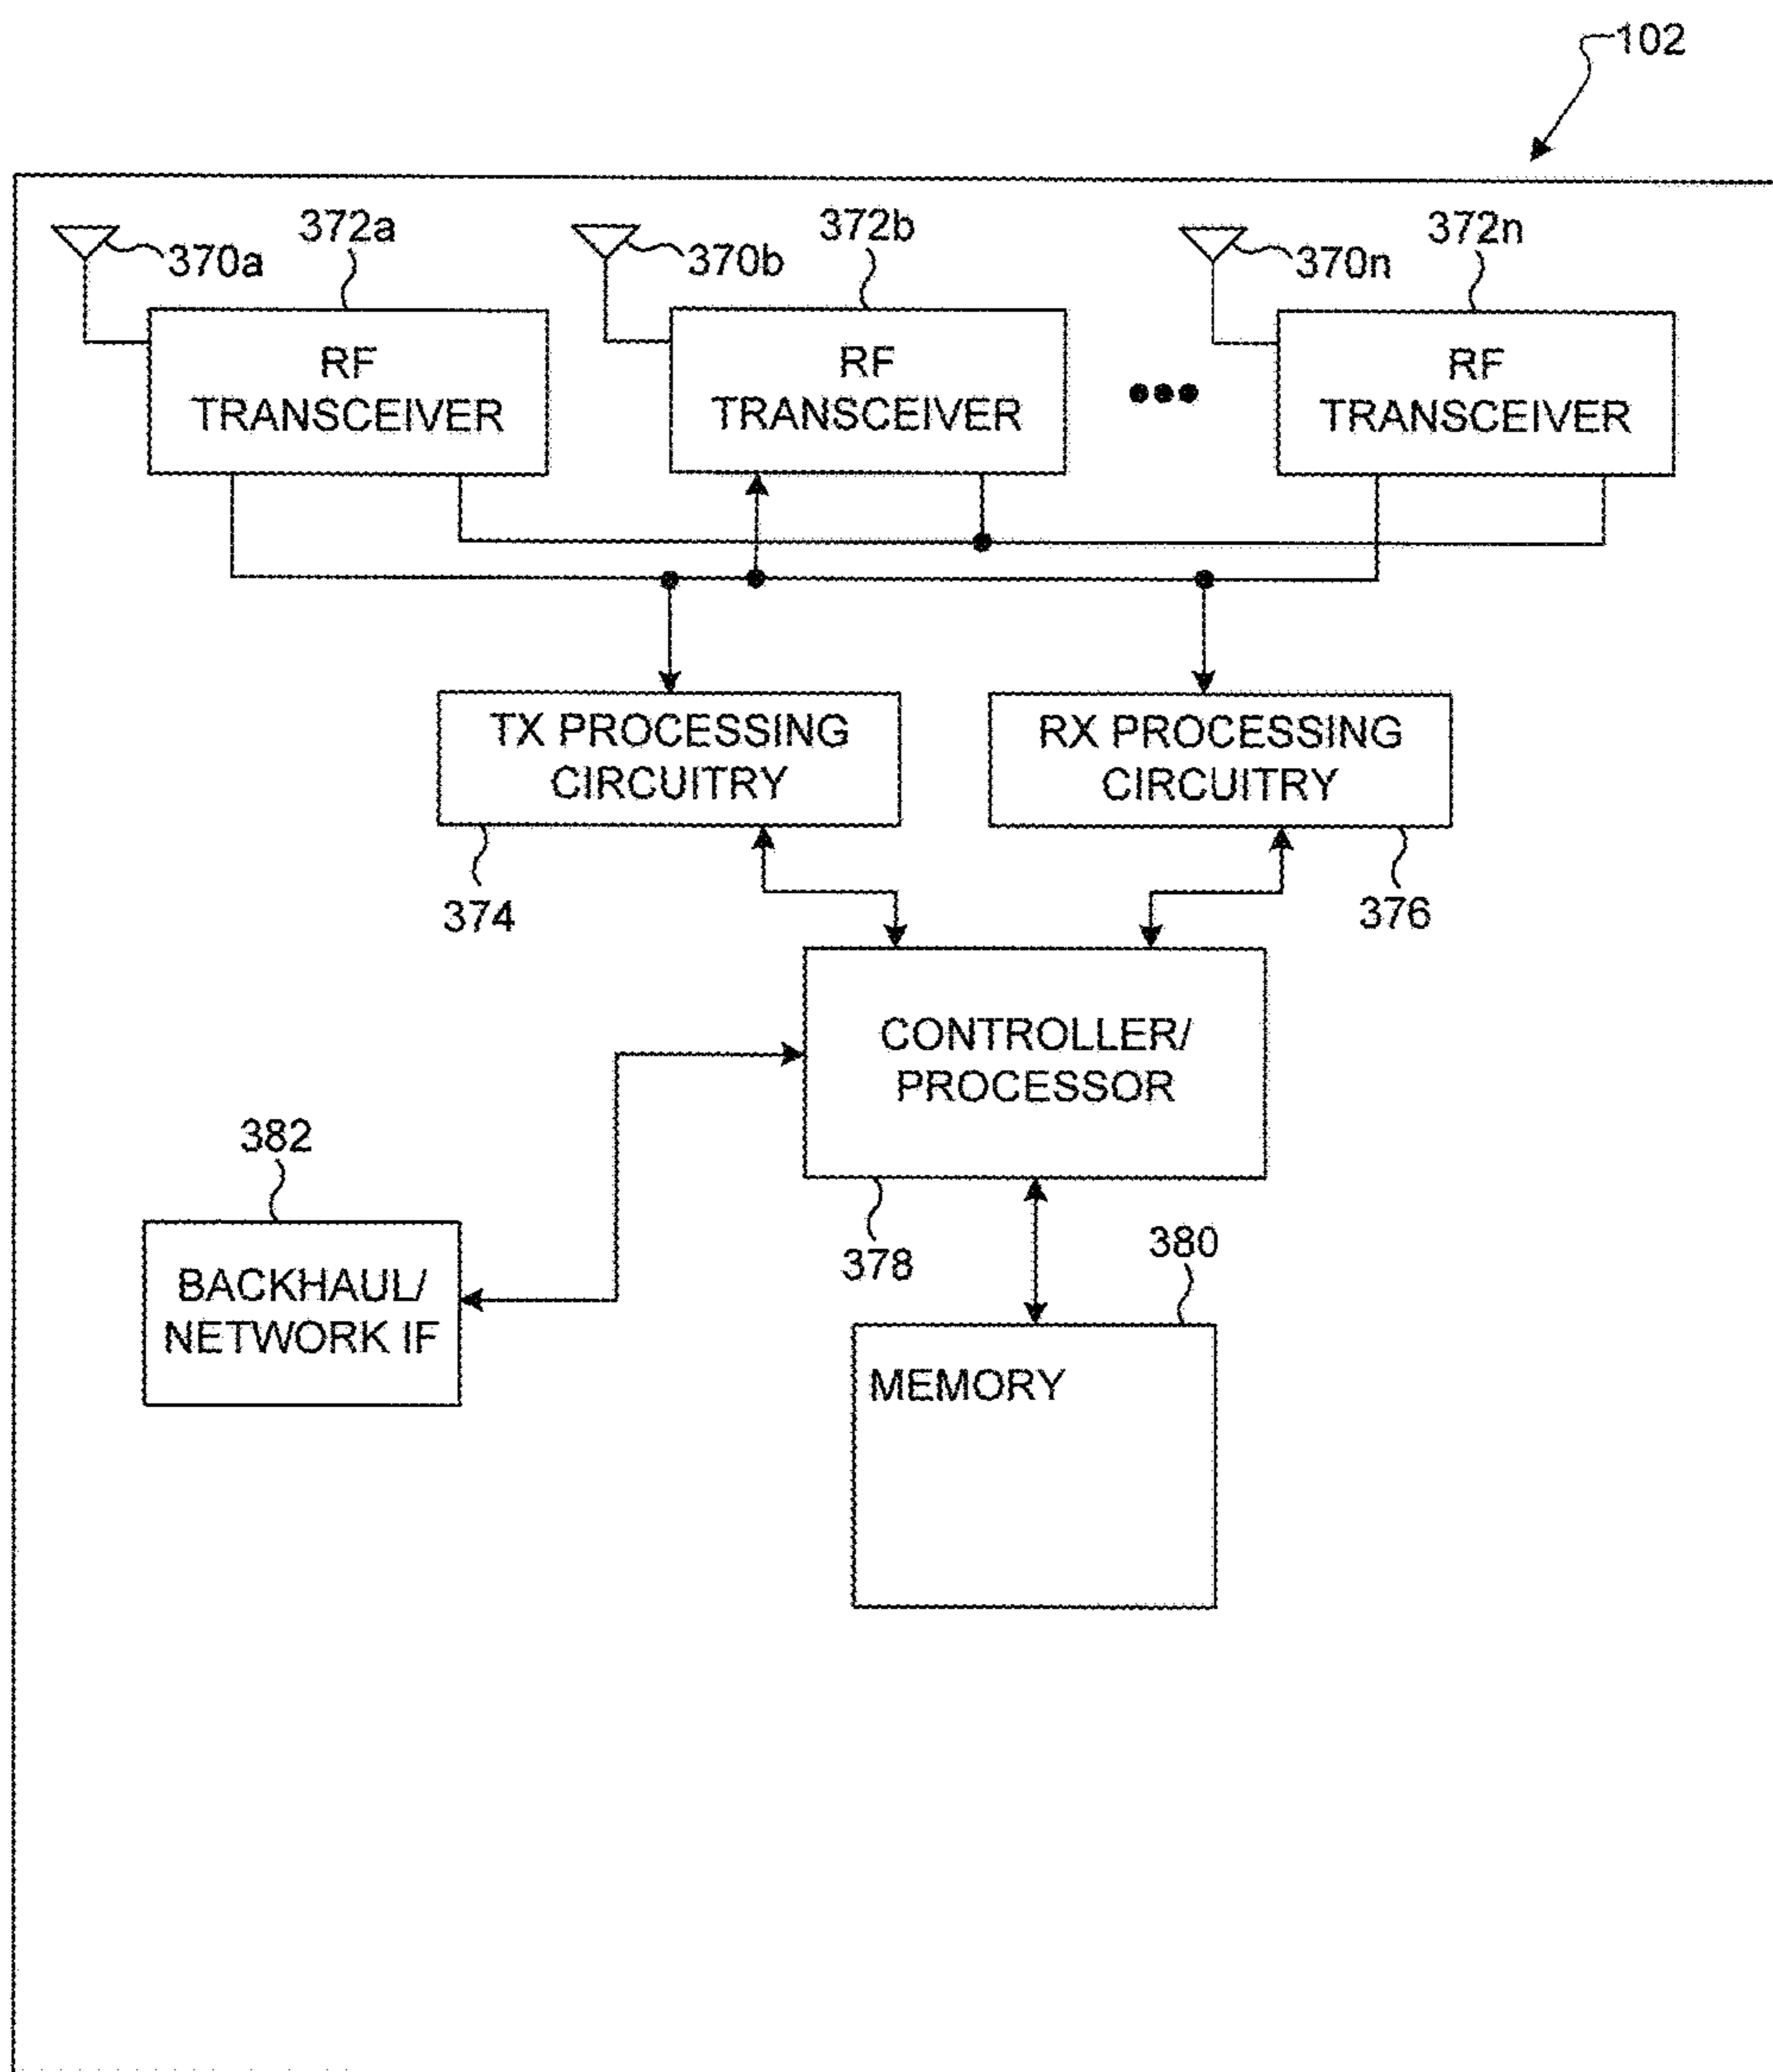 102
370a
372a
370b
372b
370n
372n
RF
TRANSCEIVER
RF
TRANSCEIVER
RF
TRANSCEIVER
TX PROCESSING
CIRCUITRY
RX PROCESSING
CIRCUITRY
374
376
CONTROLLER/
PROCESSOR
382
378
380
BACKHAUL/
NETWORK IF
MEMORY